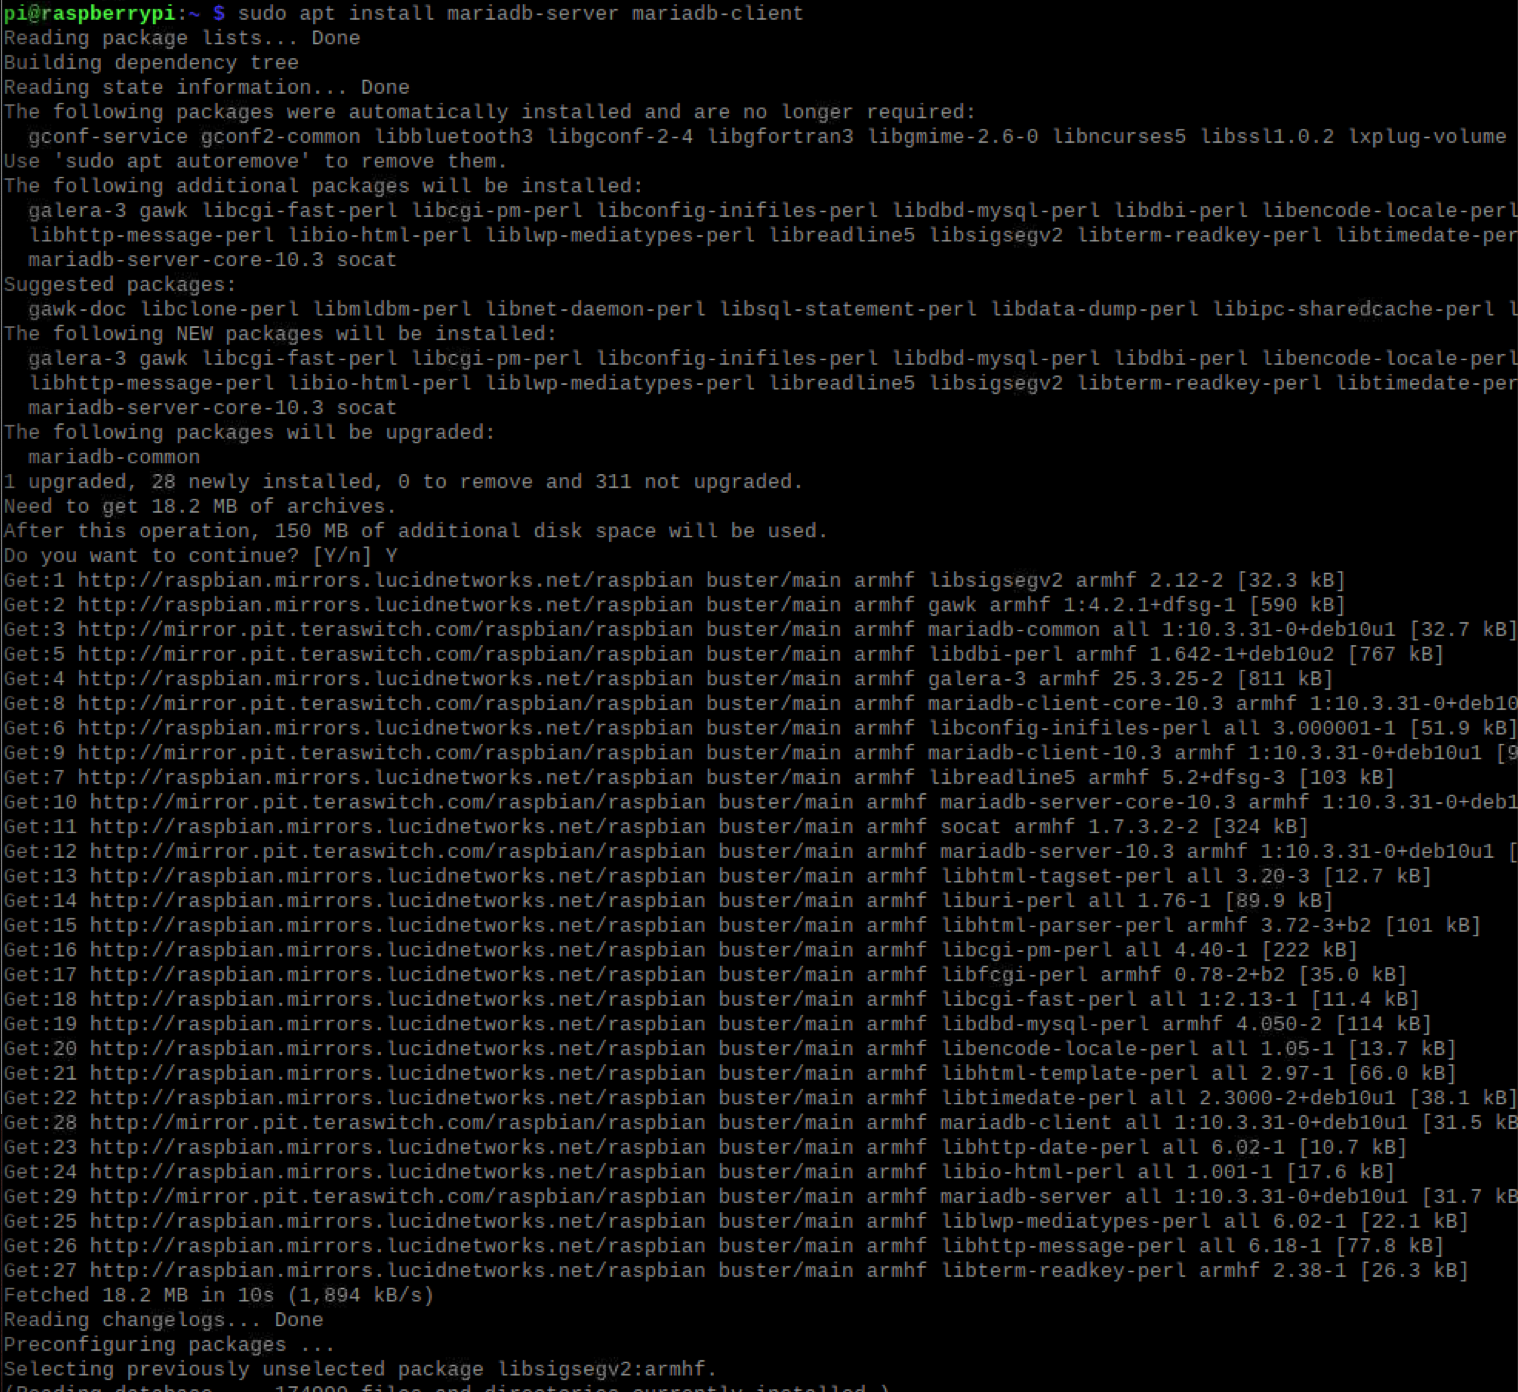 pi@raspberrypi:~ $ sudo apt install mariadb-server mariadb-client
Reading package lists... Done
Building dependency tree
Reading state information... Done
The following packages were automatically installed and are no longer required:
  gconf-service gconf2-common libbluetooth3 libgconf-2-4 libgfortran3 libgmime-2.6-0 libncurses5 libssl1.0.2 lxplug-volume
Use 'sudo apt autoremove' to remove them.
The following additional packages will be installed:
  galera-3 gawk libcgi-fast-perl libcgi-pm-perl libconfig-inifiles-perl libdbd-mysql-perl libdbi-perl libencode-locale-perl
  libhttp-message-perl libio-html-perl liblwp-mediatypes-perl libreadline5 libsigsegv2 libterm-readkey-perl libtimedate-per
  mariadb-server-core-10.3 socat
Suggested packages:
  gawk-doc libclone-perl libmldbm-perl libnet-daemon-perl libsql-statement-perl libdata-dump-perl libipc-sharedcache-perl l
The following NEW packages will be installed:
  galera-3 gawk libcgi-fast-perl libcgi-pm-perl libconfig-inifiles-perl libdbd-mysql-perl libdbi-perl libencode-locale-perl
  libhttp-message-perl libio-html-perl liblwp-mediatypes-perl libreadline5 libsigsegv2 libterm-readkey-perl libtimedate-per
  mariadb-server-core-10.3 socat
The following packages will be upgraded:
  mariadb-common
1 upgraded, 28 newly installed, 0 to remove and 311 not upgraded.
Need to get 18.2 MB of archives.
After this operation, 150 MB of additional disk space will be used.
Do you want to continue? [Y/n] Y
Get:1 http://raspbian.mirrors.lucidnetworks.net/raspbian buster/main armhf libsigsegv2 armhf 2.12-2 [32.3 kB]
Get:2 http://raspbian.mirrors.lucidnetworks.net/raspbian buster/main armhf gawk armhf 1:4.2.1+dfsg-1 [590 kB]
Get:3 http://mirror.pit.teraswitch.com/raspbian/raspbian buster/main armhf mariadb-common all 1:10.3.31-0+deb10u1 [32.7 kB]
Get:5 http://mirror.pit.teraswitch.com/raspbian/raspbian buster/main armhf libdbi-perl armhf 1.642-1+deb10u2 [767 kB]
Get:4 http://raspbian.mirrors.lucidnetworks.net/raspbian buster/main armhf galera-3 armhf 25.3.25-2 [811 kB]
Get:8 http://mirror.pit.teraswitch.com/raspbian/raspbian buster/main armhf mariadb-client-core-10.3 armhf 1:10.3.31-0+deb10
Get:6 http://raspbian.mirrors.lucidnetworks.net/raspbian buster/main armhf libconfig-inifiles-perl all 3.000001-1 [51.9 kB]
Get:9 http://mirror.pit.teraswitch.com/raspbian/raspbian buster/main armhf mariadb-client-10.3 armhf 1:10.3.31-0+deb10u1 [9
Get:7 http://raspbian.mirrors.lucidnetworks.net/raspbian buster/main armhf libreadline5 armhf 5.2+dfsg-3 [103 kB]
Get:10 http://mirror.pit.teraswitch.com/raspbian/raspbian buster/main armhf mariadb-server-core-10.3 armhf 1:10.3.31-0+deb1
Get:11 http://raspbian.mirrors.lucidnetworks.net/raspbian buster/main armhf socat armhf 1.7.3.2-2 [324 kB]
Get:12 http://mirror.pit.teraswitch.com/raspbian/raspbian buster/main armhf mariadb-server-10.3 armhf 1:10.3.31-0+deb10u1 [
Get:13 http://raspbian.mirrors.lucidnetworks.net/raspbian buster/main armhf libhtml-tagset-perl all 3.20-3 [12.7 kB]
Get:14 http://raspbian.mirrors.lucidnetworks.net/raspbian buster/main armhf liburi-perl all 1.76-1 [89.9 kB]
Get:15 http://raspbian.mirrors.lucidnetworks.net/raspbian buster/main armhf libhtml-parser-perl armhf 3.72-3+b2 [101 kB]
Get:16 http://raspbian.mirrors.lucidnetworks.net/raspbian buster/main armhf libcgi-pm-perl all 4.40-1 [222 kB]
Get:17 http://raspbian.mirrors.lucidnetworks.net/raspbian buster/main armhf libfcgi-perl armhf 0.78-2+b2 [35.0 kB]
Get:18 http://raspbian.mirrors.lucidnetworks.net/raspbian buster/main armhf libcgi-fast-perl all 1:2.13-1 [11.4 kB]
Get:19 http://raspbian.mirrors.lucidnetworks.net/raspbian buster/main armhf libdbd-mysql-perl armhf 4.050-2 [114 kB]
Get:20 http://raspbian.mirrors.lucidnetworks.net/raspbian buster/main armhf libencode-locale-perl all 1.05-1 [13.7 kB]
Get:21 http://raspbian.mirrors.lucidnetworks.net/raspbian buster/main armhf libhtml-template-perl all 2.97-1 [66.0 kB]
Get:22 http://raspbian.mirrors.lucidnetworks.net/raspbian buster/main armhf libtimedate-perl all 2.3000-2+deb10u1 [38.1 kB]
Get:28 http://mirror.pit.teraswitch.com/raspbian/raspbian buster/main armhf mariadb-client all 1:10.3.31-0+deb10u1 [31.5 kB
Get:23 http://raspbian.mirrors.lucidnetworks.net/raspbian buster/main armhf libhttp-date-perl all 6.02-1 [10.7 kB]
Get:24 http://raspbian.mirrors.lucidnetworks.net/raspbian buster/main armhf libio-html-perl all 1.001-1 [17.6 kB]
Get:29 http://mirror.pit.teraswitch.com/raspbian/raspbian buster/main armhf mariadb-server all 1:10.3.31-0+deb10u1 [31.7 kB
Get:25 http://raspbian.mirrors.lucidnetworks.net/raspbian buster/main armhf liblwp-mediatypes-perl all 6.02-1 [22.1 kB]
Get:26 http://raspbian.mirrors.lucidnetworks.net/raspbian buster/main armhf libhttp-message-perl all 6.18-1 [77.8 kB]
Get:27 http://raspbian.mirrors.lucidnetworks.net/raspbian buster/main armhf libterm-readkey-perl armhf 2.38-1 [26.3 kB]
Fetched 18.2 MB in 10s (1,894 kB/s)
Reading changelogs... Done
Preconfiguring packages ...
Selecting previously unselected package libsigsegv2:armhf.
(Reading database ... files and directories currently installed.)